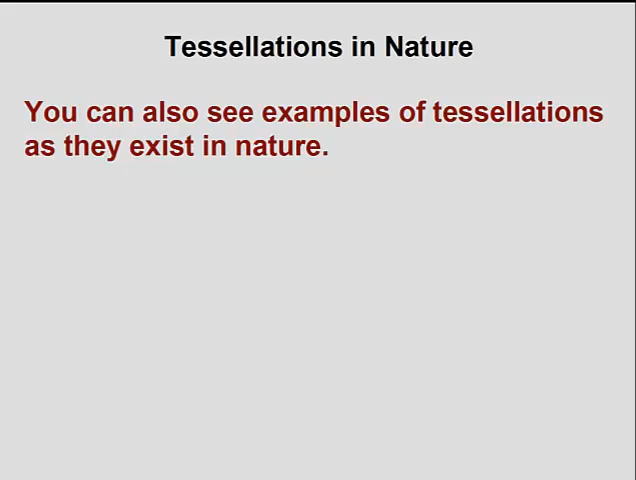 Tessellations in Nature
You can also see examples of tessellations
as they exist in nature.